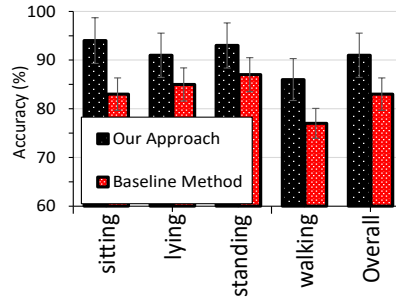 100
90
80
70
60
Accuracy (%)
Our Approach
Baseline Method
sitting
lying
standing
walking
Overall